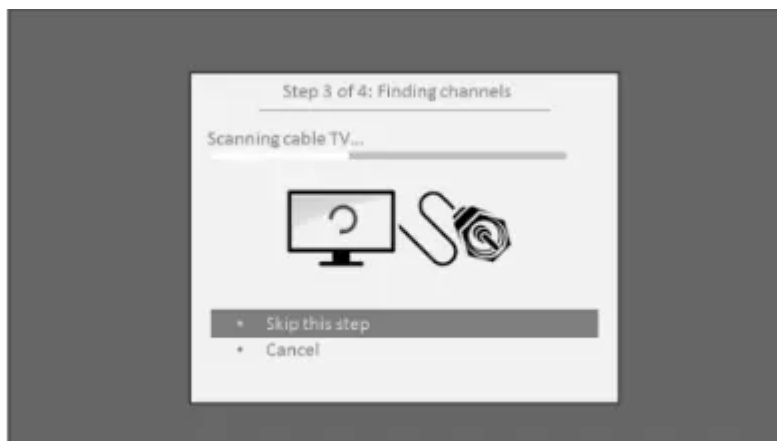 Step 3 of 4: Finding channels
Scanning cable TV...
• Skip this step
• Cancel